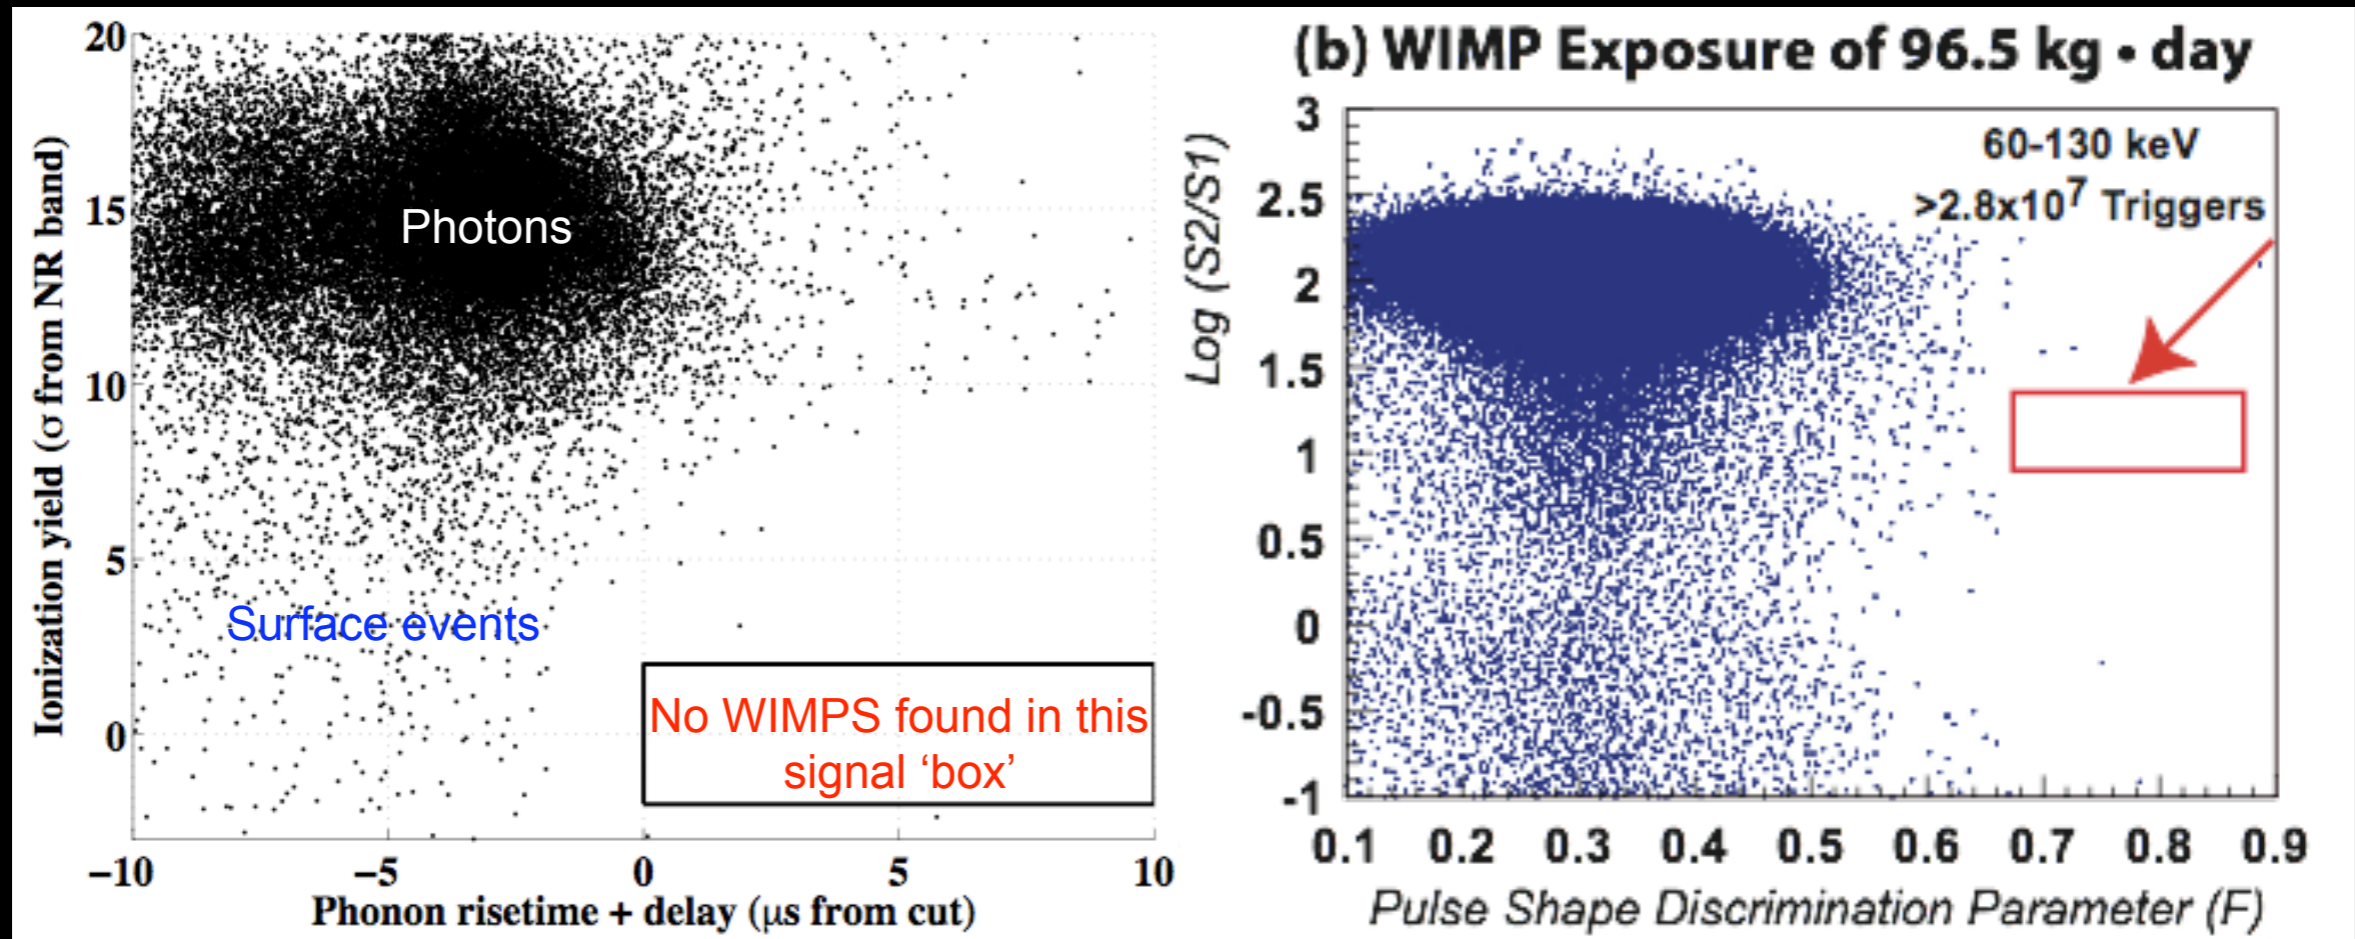 20
15
10
5
0
−10
−5
0
5
10
Ionization yield (σ from NR band)
Phonon risetime + delay (μs from cut)
Photons
Surface events
No WIMPS found in this
signal ‘box’
(b) WIMP Exposure of 96.5 kg • day
3
2.5
2
1.5
1
0.5
0
-0.5
-1
Log (S2/S1)
60-130 keV
>2.8x10⁷ Triggers
0.1
0.2
0.3
0.4
0.5
0.6
0.7
0.8
0.9
Pulse Shape Discrimination Parameter (F)